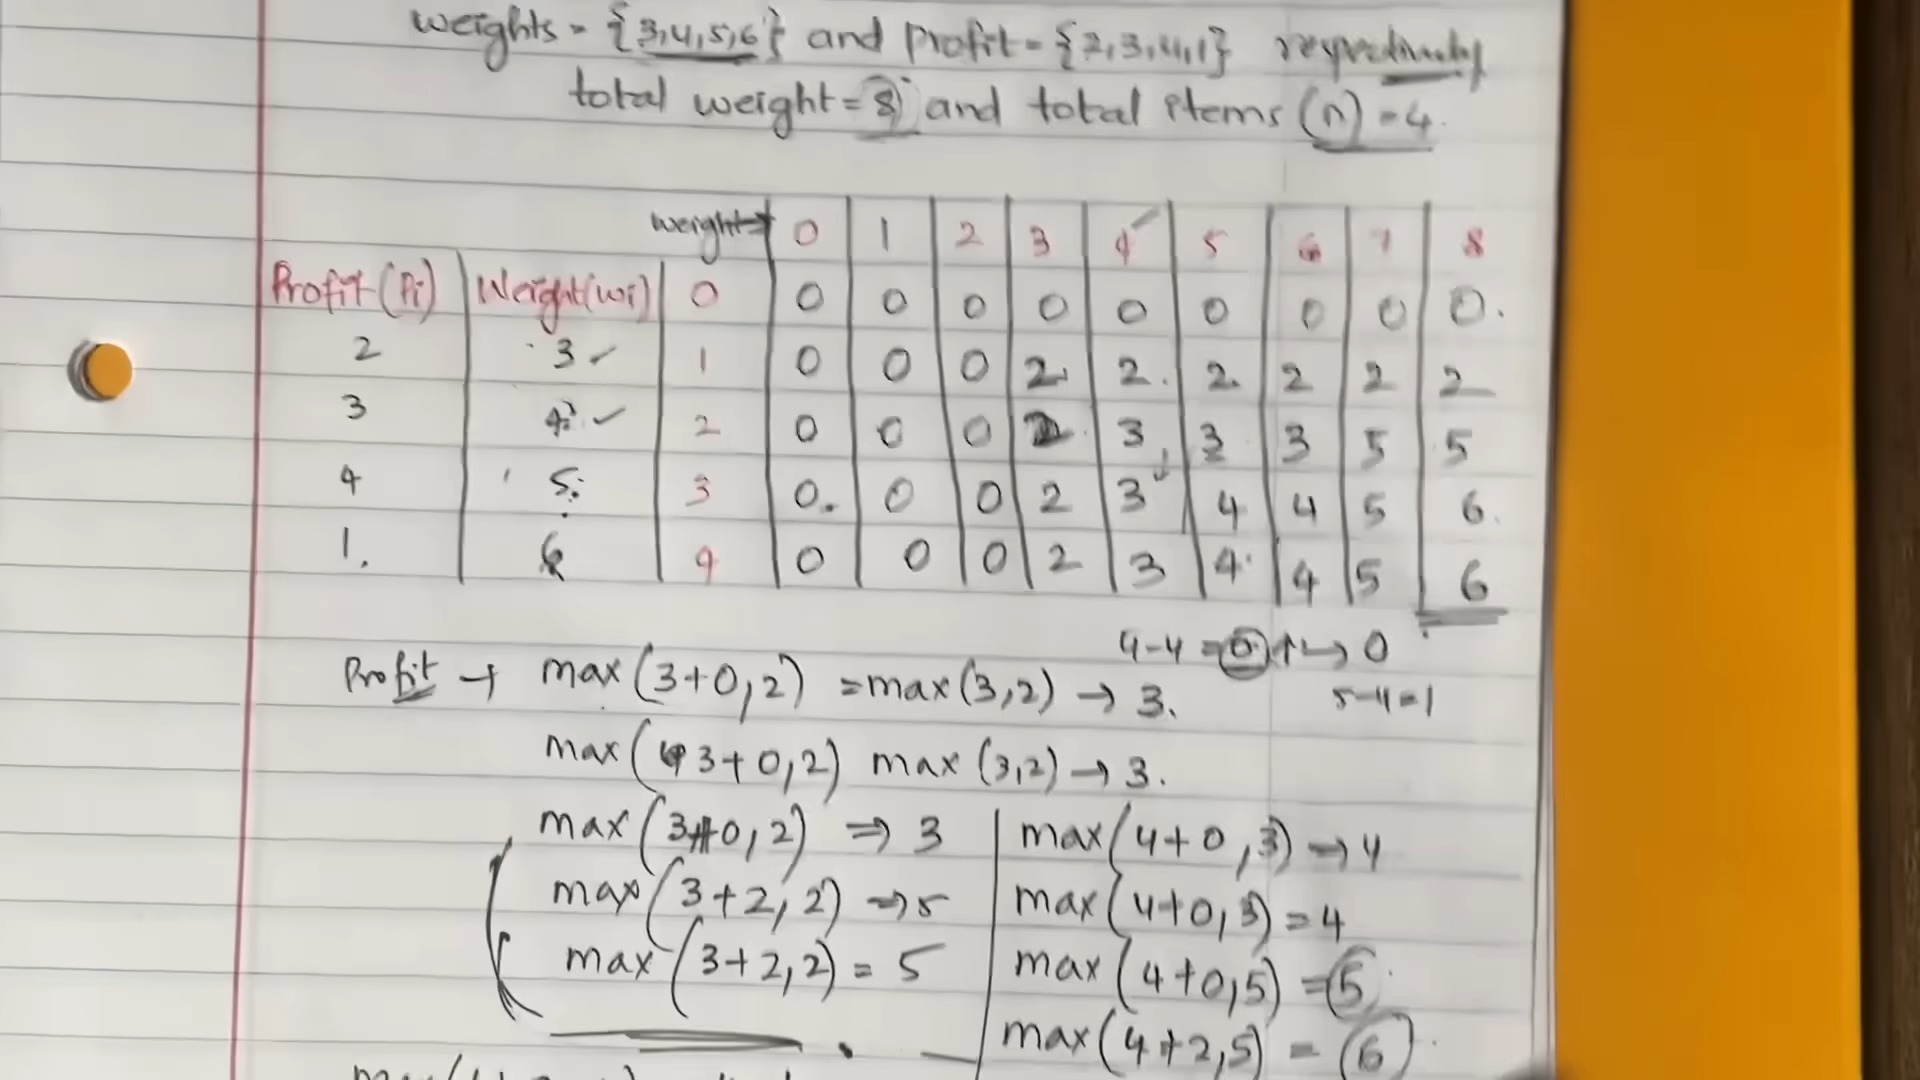 weights = {3,4,5,6} and Profit = {2,3,4,1} respectively
total weight = 8 and total items (n) = 4.
weight→ 0 1 2 3 4 5 6 7 8
Profit (Pi) Weight (wi) 0 0 0 0 0 0 0 0 0 0.
2 3 ✓ 1 0 0 0 2 2. 2. 2 2 2
3 4 ✓ 2 0 0 0 2 3 3 3 5 5
4 5 3 0. 0 0 2 3 4 4 5 6.
1. 6 4 0 0 0 2 3 4 4 5 6
4-4 = 0 → 0
Profit → max (3+0,2) = max (3,2) → 3.
5-4=1
max (3+0,2) max (3,2) → 3.
max (3+0,2) ⇒ 3
max (3+2,2) ⇒ 5
max (3+2,2) = 5
max (4+0,3) → 4
max (4+0,3) = 4
max (4+0,5) = 5
max (4+2,5) = 6